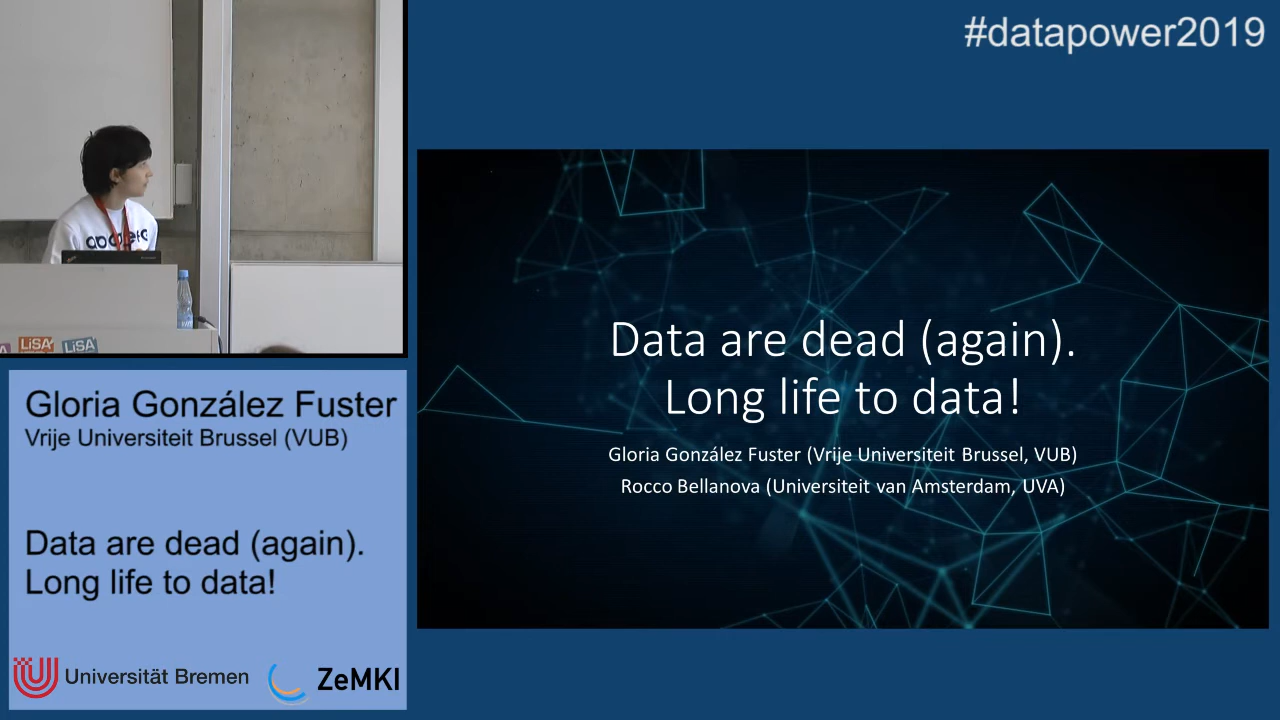 #datapower2019
LiSA
LiSA
Gloria González Fuster
Vrije Universiteit Brussel (VUB)
Data are dead (again).
Long life to data!
Universität Bremen
ZeMKI
Data are dead (again).
Long life to data!
Gloria González Fuster (Vrije Universiteit Brussel, VUB)
Rocco Bellanova (Universiteit van Amsterdam, UVA)